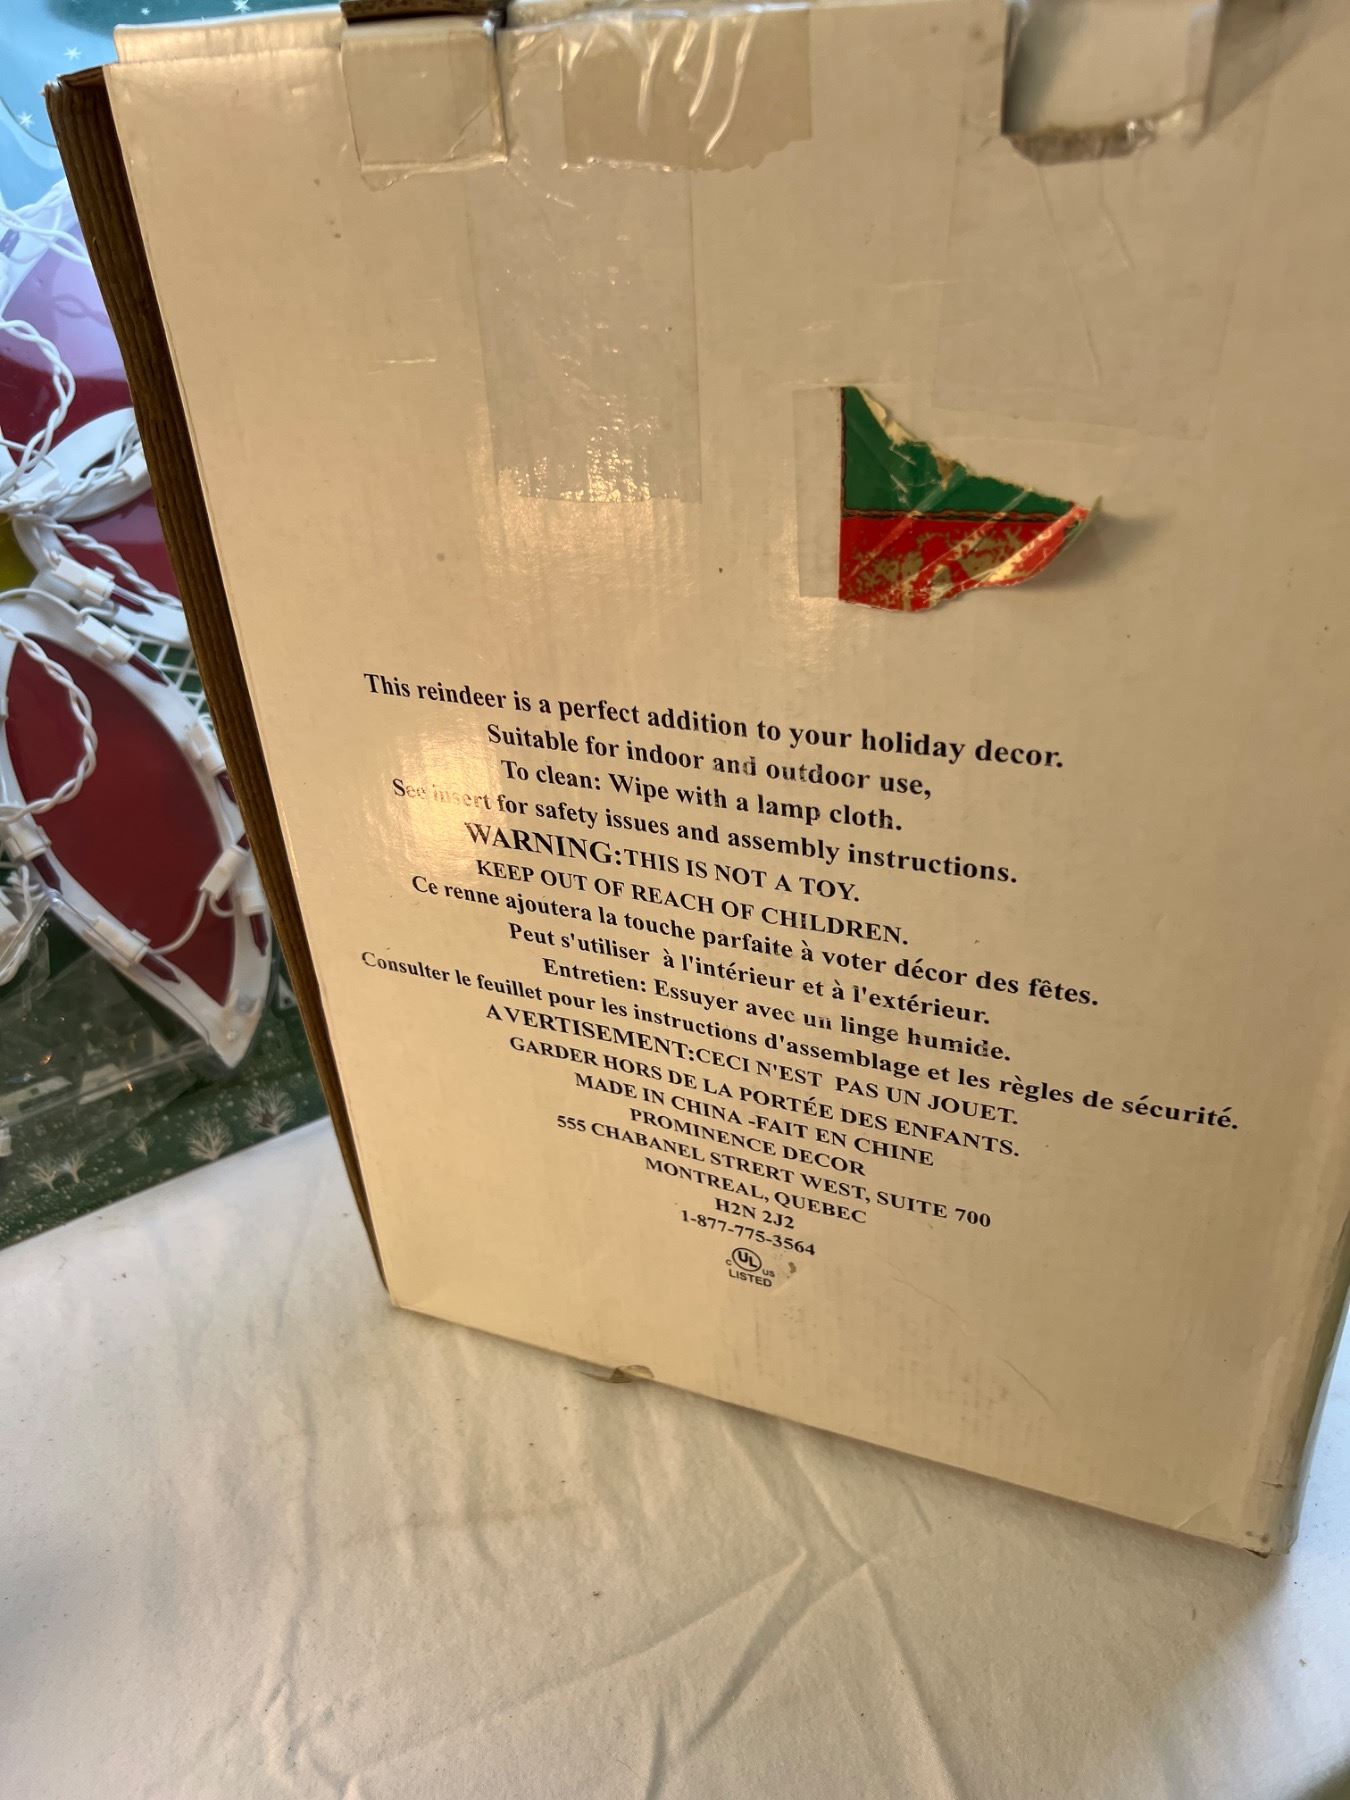 This reindeer is a perfect addition to your holiday decor.
Suitable for indoor and outdoor use,
To clean: Wipe with a lamp cloth.
See insert for safety issues and assembly instructions.
WARNING:THIS IS NOT A TOY.
KEEP OUT OF REACH OF CHILDREN.
Ce renne ajoutera la touche parfaite à voter décor des fêtes.
Peut s'utiliser à l'intérieur et à l'extérieur.
Entretien: Essuyer avec un linge humide.
Consulter le feuillet pour les instructions d'assemblage et les règles de sécurité.
AVERTISEMENT:CECI N'EST PAS UN JOUET.
GARDER HORS DE LA PORTÉE DES ENFANTS.
MADE IN CHINA -FAIT EN CHINE
PROMINENCE DECOR
555 CHABANEL STRERT WEST, SUITE 700
MONTREAL, QUEBEC
H2N 2J2
1-877-775-3564
C UL US
LISTED